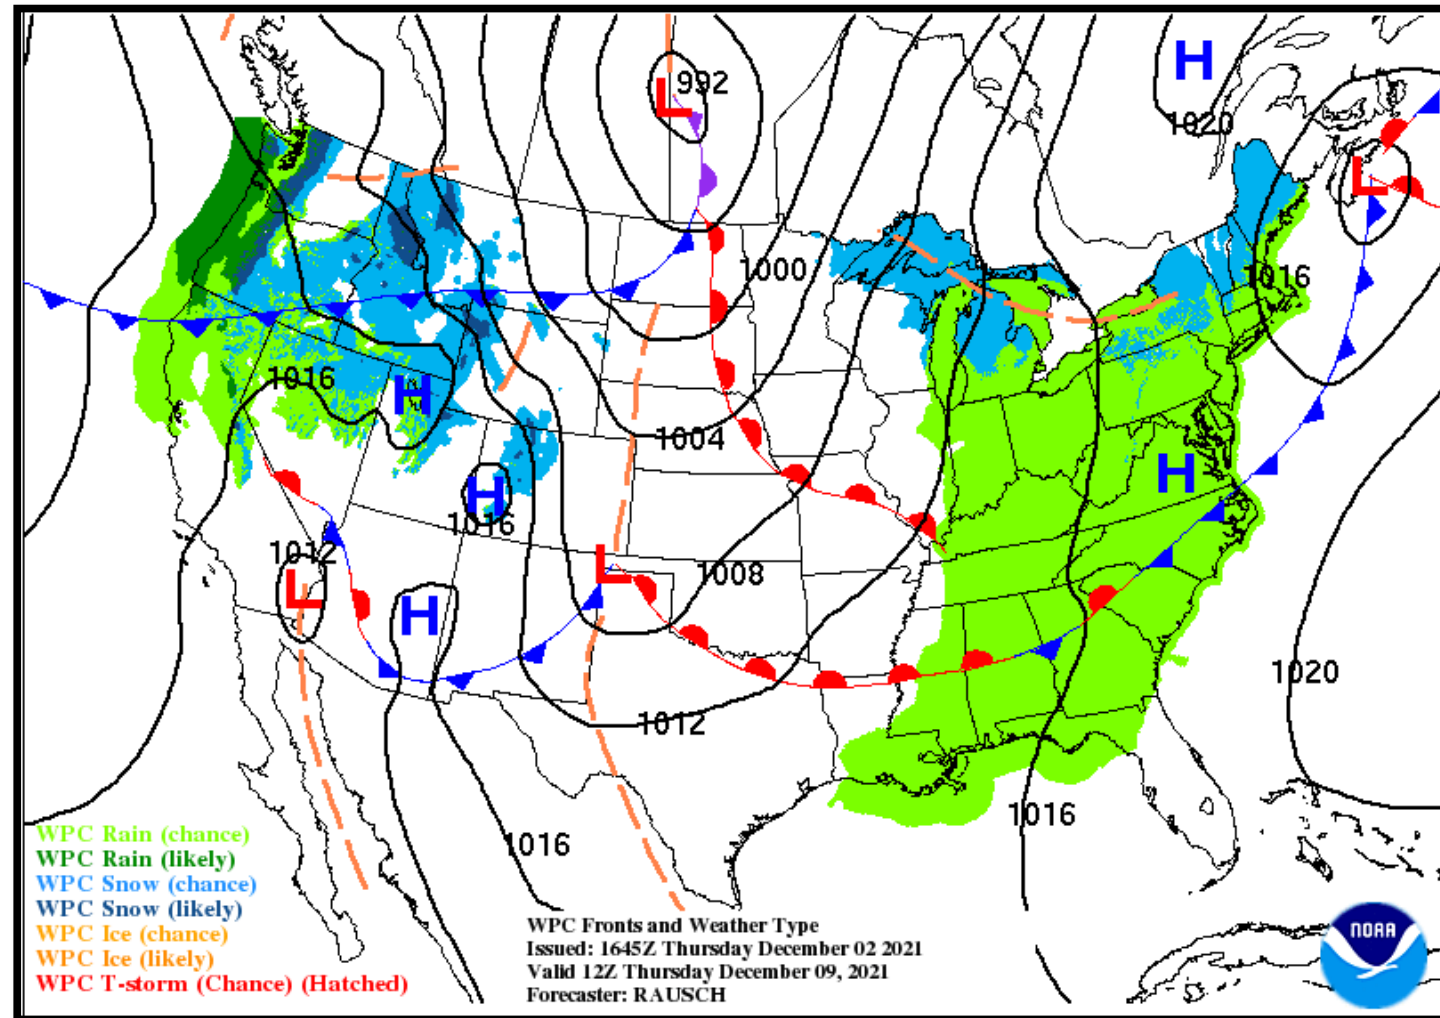 H
L 992
1020
L
1000
1016
1016
H
1004
H
H
1016
1012
L
L
1008
H
1020
1012
1016
1016
WPC Rain (chance)
WPC Rain (likely)
WPC Snow (chance)
WPC Snow (likely)
WPC Ice (chance)
WPC Ice (likely)
WPC T-storm (Chance) (Hatched)
WPC Fronts and Weather Type
Issued: 1645Z Thursday December 02 2021
Valid 12Z Thursday December 09, 2021
Forecaster: RAUSCH
NOAA